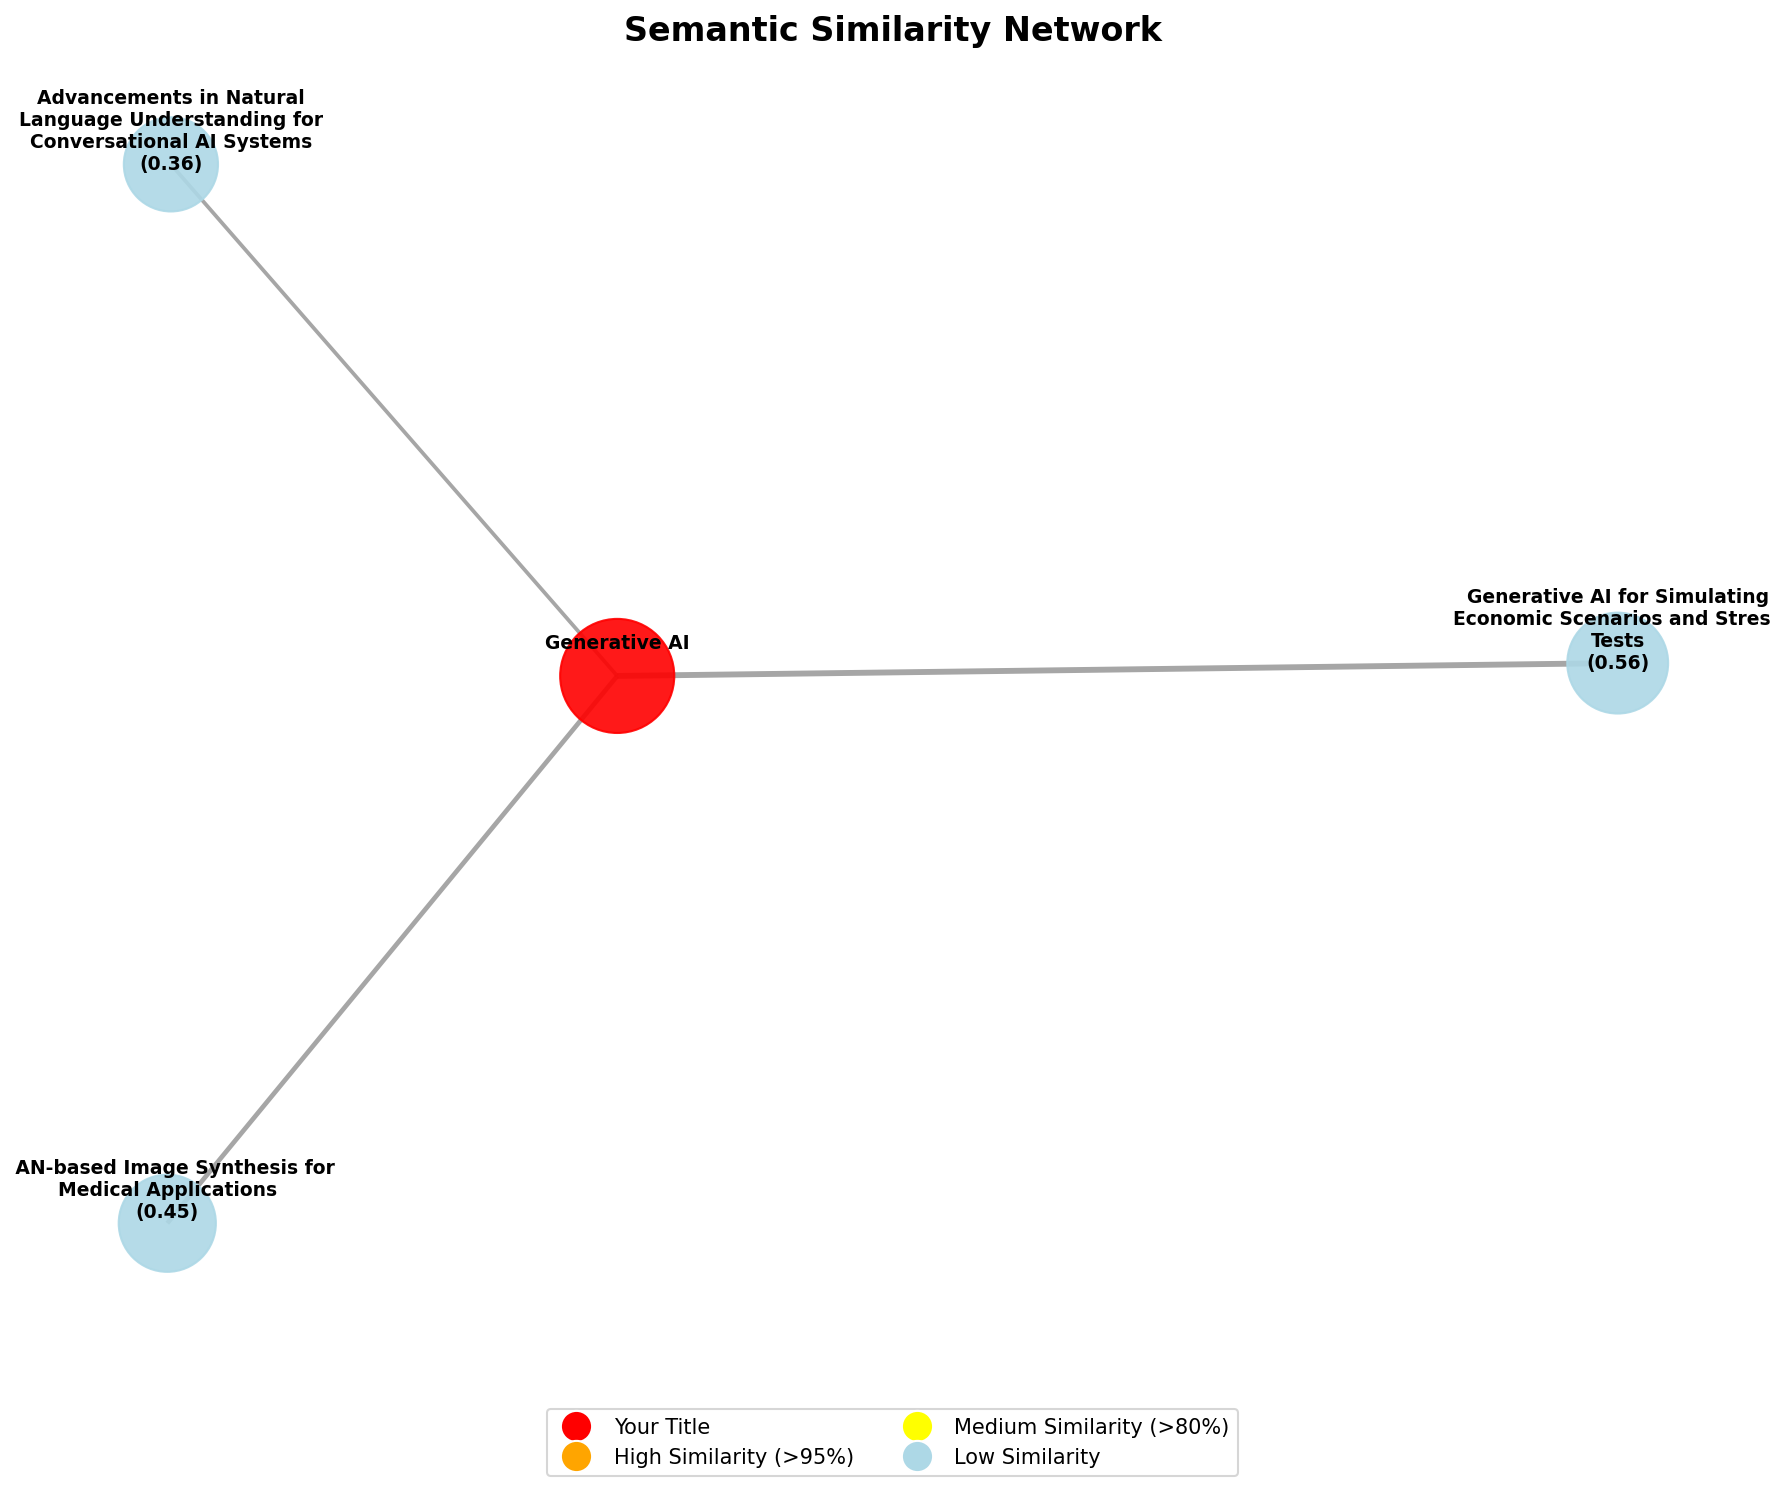 Semantic Similarity Network
Advancements in Natural
Language Understanding for
Conversational AI Systems
(0.36)
Generative AI for Simulating
Economic Scenarios and Stres
Tests
(0.56)
Generative AI
AN-based Image Synthesis for
Medical Applications
(0.45)
Your Title
High Similarity (>95%)
Medium Similarity (>80%)
Low Similarity